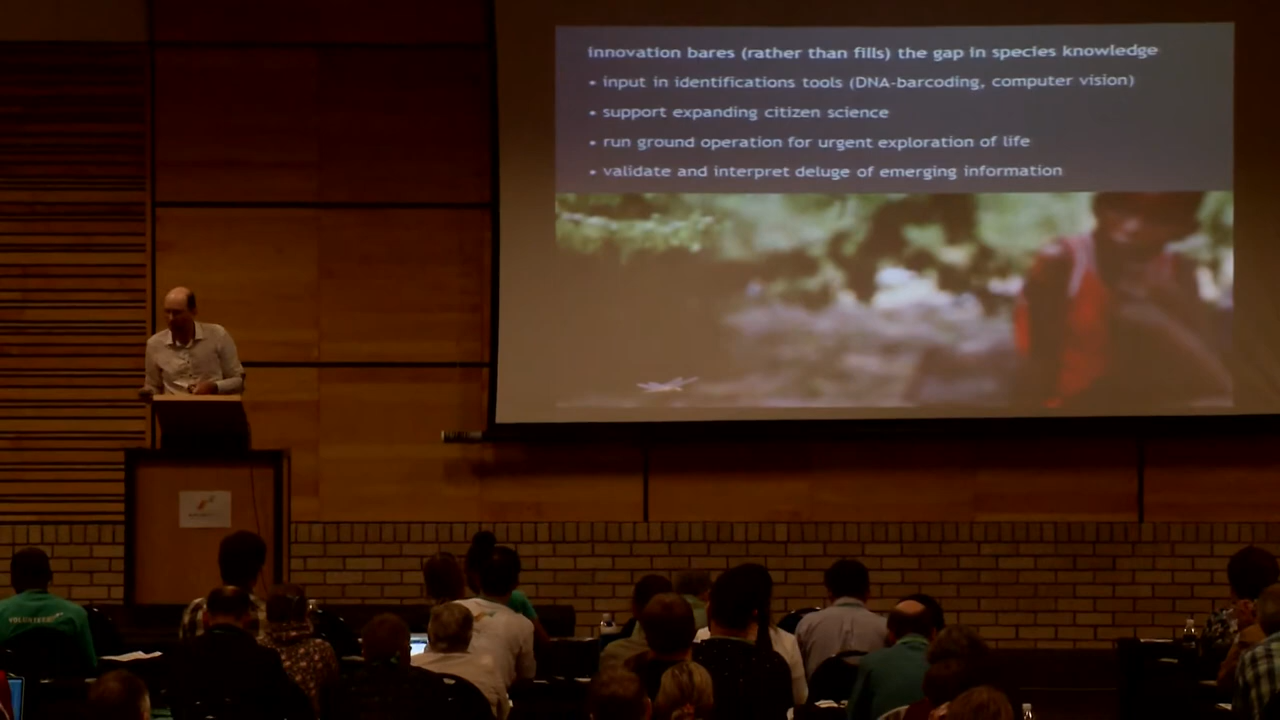 innovation bares (rather than fills) the gap in species knowledge
• input in identifications tools (DNA-barcoding, computer vision)
• support expanding citizen science
• run ground operation for urgent exploration of life
• validate and interpret deluge of emerging information
VOLUNTEER